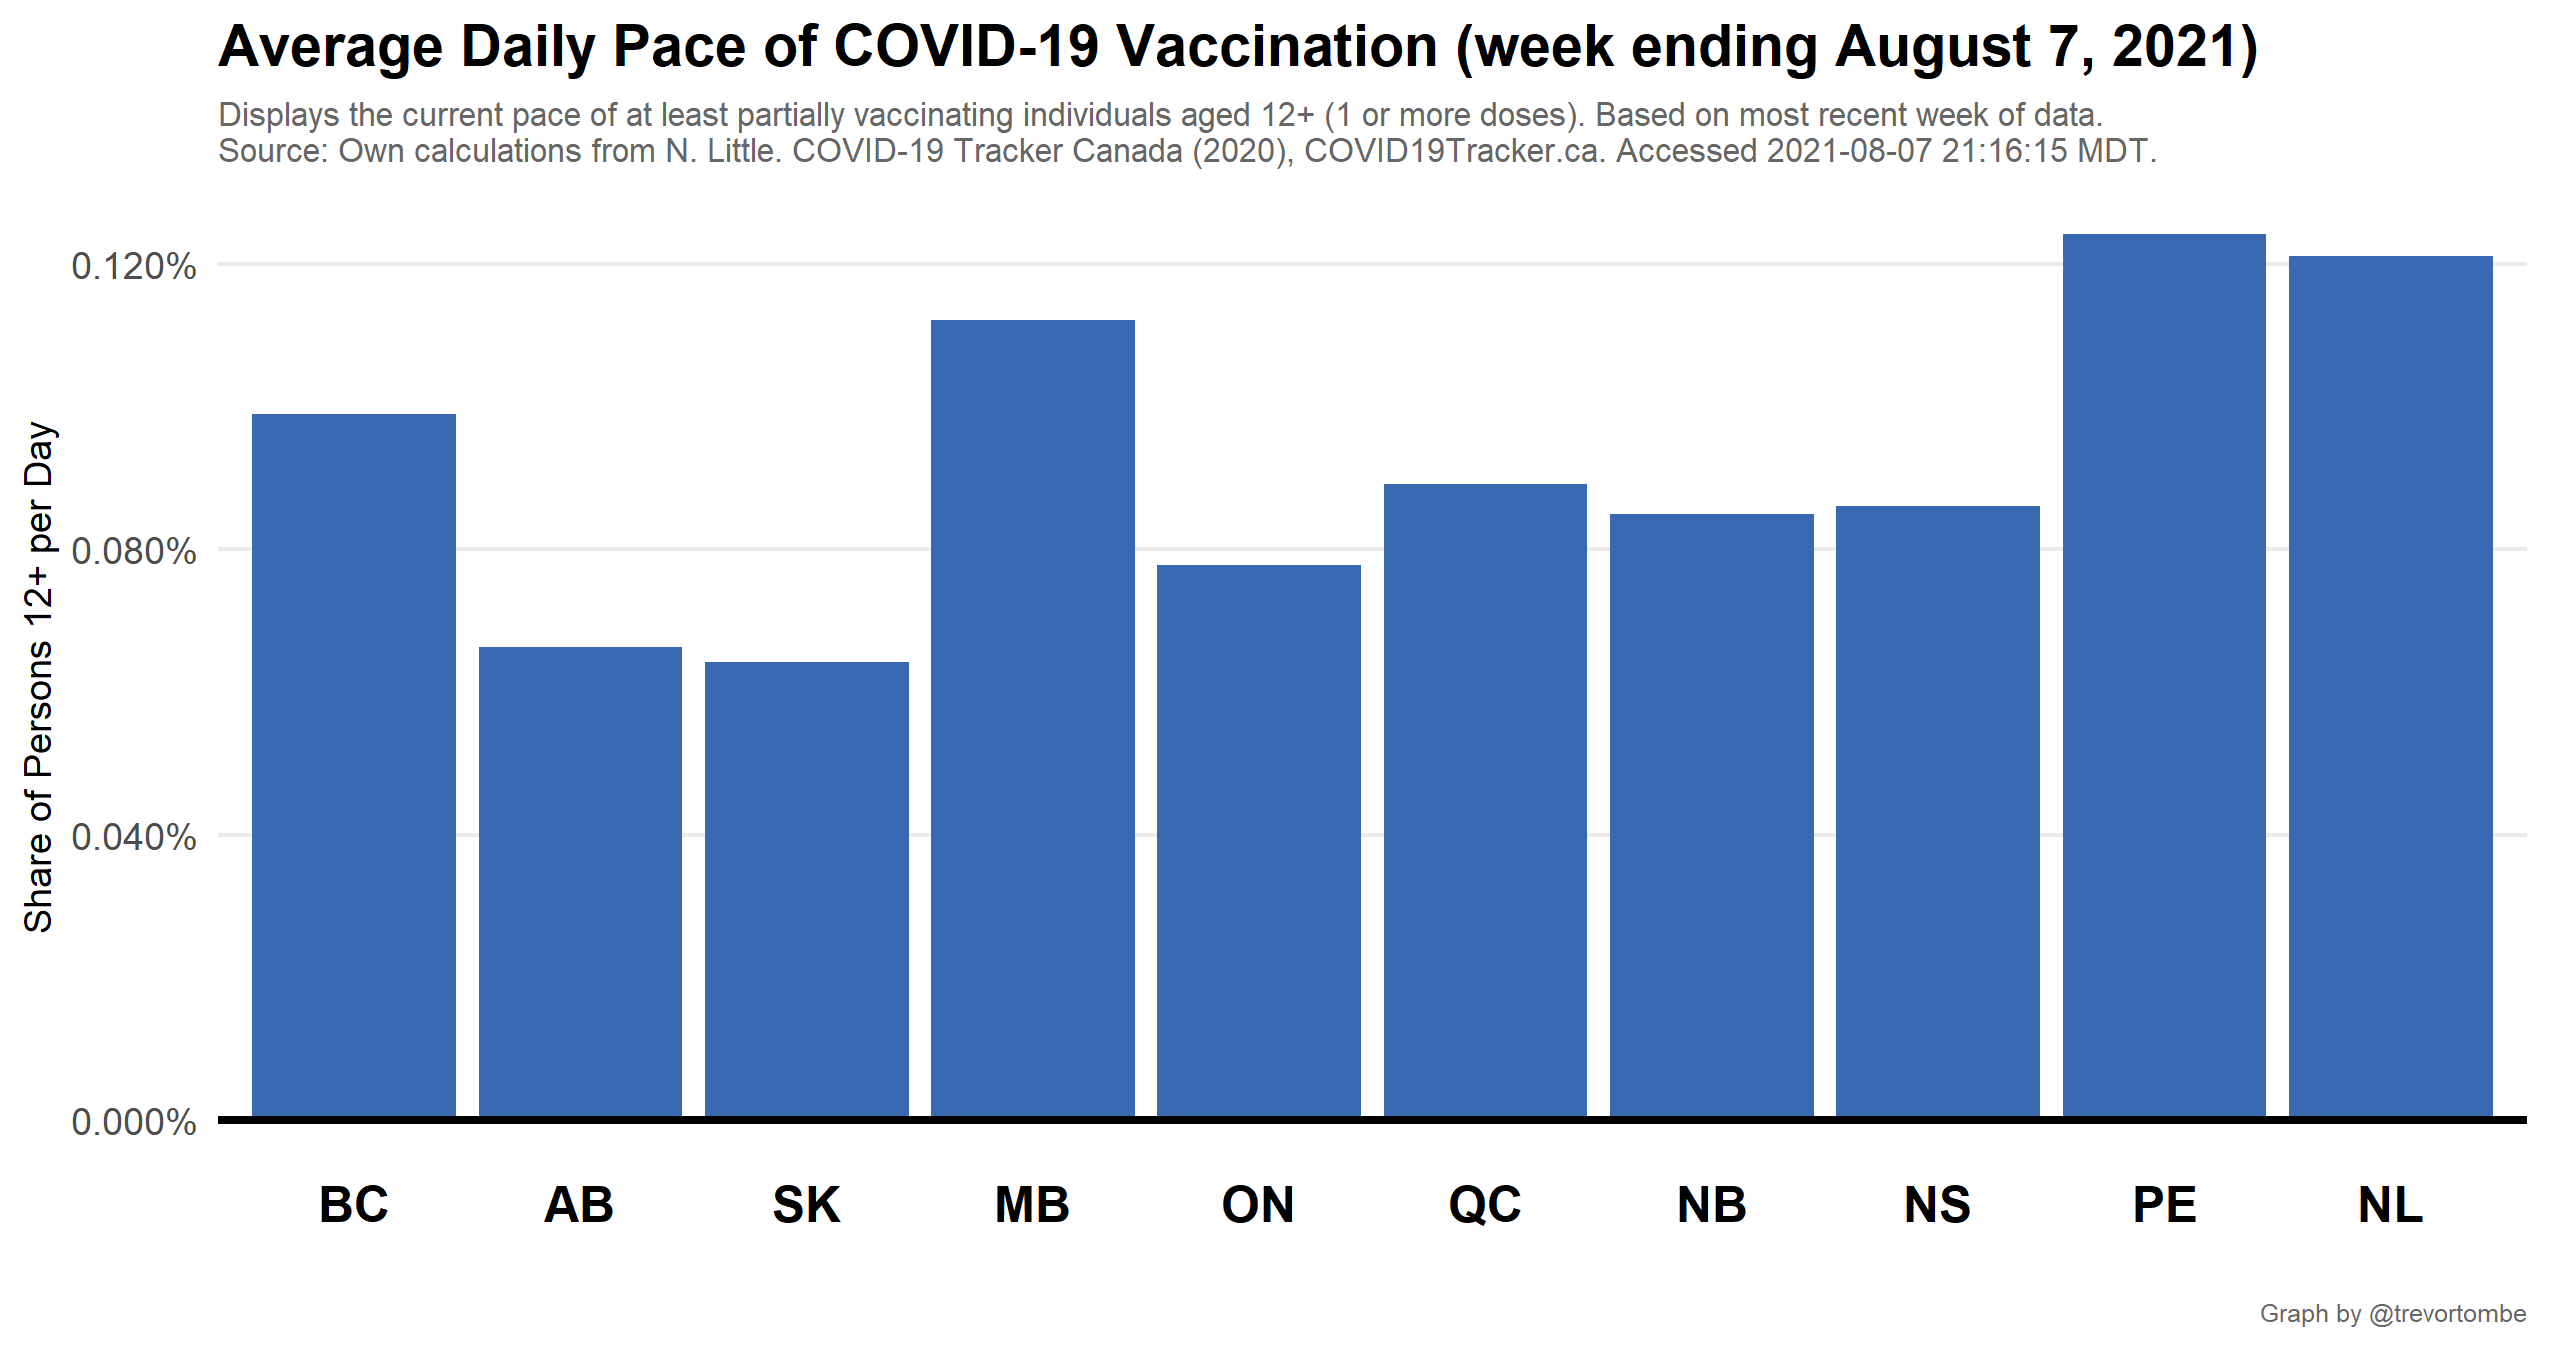 Average Daily Pace of COVID-19 Vaccination (week ending August 7, 2021)
Displays the current pace of at least partially vaccinating individuals aged 12+ (1 or more doses). Based on most recent week of data.
Source: Own calculations from N. Little. COVID-19 Tracker Canada (2020), COVID19Tracker.ca. Accessed 2021-08-07 21:16:15 MDT.
Share of Persons 12+ per Day
0.120%
0.080%
0.040%
0.000%
BC AB SK MB ON QC NB NS PE NL
Graph by @trevortombe